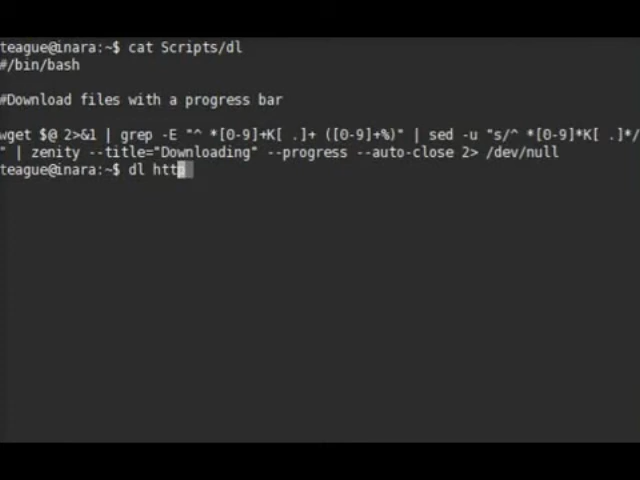 teague@inara:~$ cat Scripts/dl
#/bin/bash
#Download files with a progress bar
wget $@ 2>&1 | grep -E "^ *[0-9]+K[ .]+ ([0-9]+%)" | sed -u "s/^ *[0-9]*K[ .]*/
" | zenity --title="Downloading" --progress --auto-close 2> /dev/null
teague@inara:~$ dl http